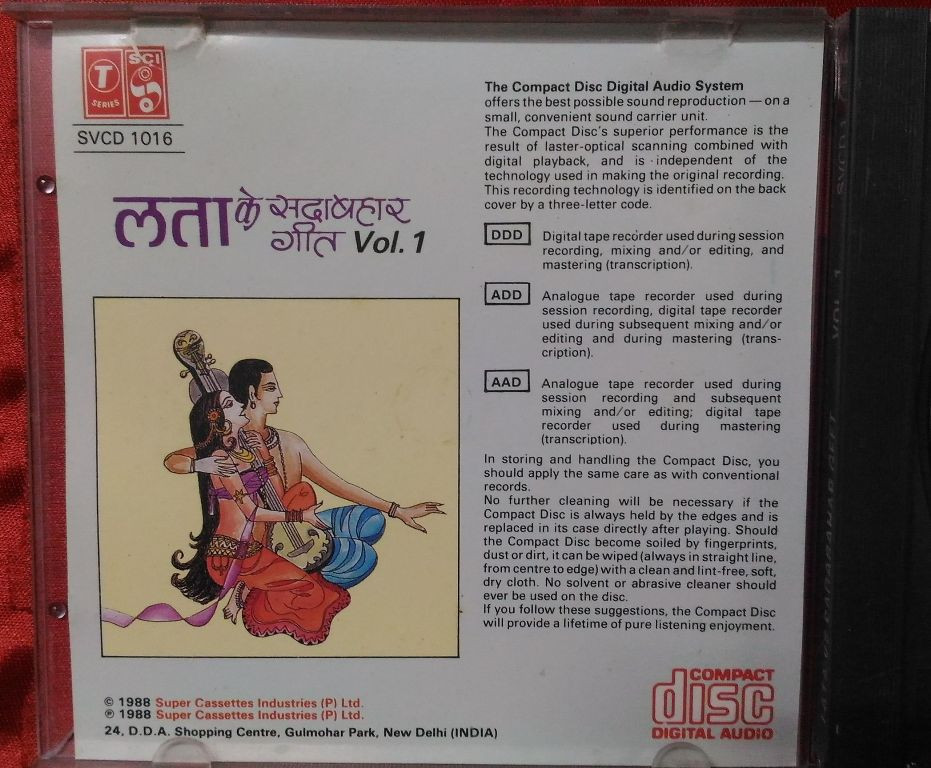 T
SERIES
SCI
SVCD 1016
लता के सदाबहार
गीत Vol. 1
The Compact Disc Digital Audio System
offers the best possible sound reproduction — on a
small, convenient sound carrier unit.
The Compact Disc's superior performance is the
result of laster-optical scanning combined with
digital playback, and is independent of the
technology used in making the original recording.
This recording technology is identified on the back
cover by a three-letter code.
DDD Digital tape recorder used during session
recording, mixing and/or editing, and
mastering (transcription).
ADD Analogue tape recorder used during
session recording, digital tape recorder
used during subsequent mixing and/or
editing and during mastering (trans-
cription).
AAD Analogue tape recorder used during
session recording and subsequent
mixing and/or editing; digital tape
recorder used during mastering
(transcription).
In storing and handling the Compact Disc, you
should apply the same care as with conventional
records.
No further cleaning will be necessary if the
Compact Disc is always held by the edges and is
replaced in its case directly after playing. Should
the Compact Disc become soiled by fingerprints,
dust or dirt, it can be wiped (always in straight line,
from centre to edge) with a clean and lint-free, soft,
dry cloth. No solvent or abrasive cleaner should
ever be used on the disc.
If you follow these suggestions, the Compact Disc
will provide a lifetime of pure listening enjoyment.
© 1988 Super Cassettes Industries (P) Ltd.
℗ 1988 Super Cassettes Industries (P) Ltd.
24, D.D.A. Shopping Centre, Gulmohar Park, New Delhi (INDIA)
COMPACT
disc
DIGITAL AUDIO